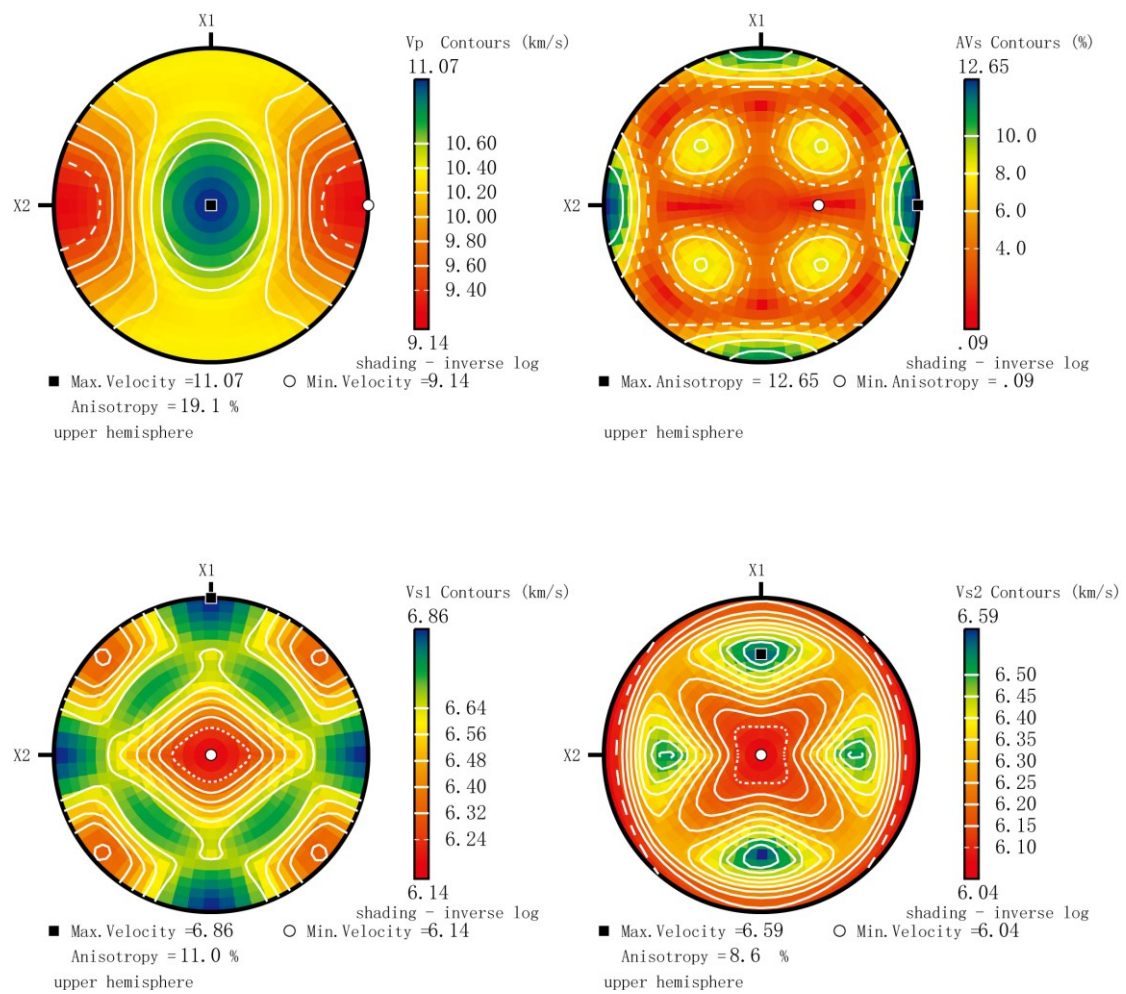 X1
Vp Contours (km/s)
11.07
10.60
10.40
10.20
10.00
9.80
9.60
9.40
9.14
X2
shading - inverse log
Max.Velocity =11.07 Min.Velocity =9.14
Anisotropy =19.1 %
upper hemisphere
X1
AVs Contours (%)
12.65
10.0
8.0
6.0
4.0
.09
X2
shading - inverse log
Max.Anisotropy =12.65 Min.Anisotropy =.09
upper hemisphere
X1
Vs1 Contours (km/s)
6.86
6.64
6.56
6.48
6.40
6.32
6.24
6.14
X2
shading - inverse log
Max.Velocity =6.86 Min.Velocity =6.14
Anisotropy =11.0 %
upper hemisphere
X1
Vs2 Contours (km/s)
6.59
6.50
6.45
6.40
6.35
6.30
6.25
6.20
6.15
6.10
6.04
X2
shading - inverse log
Max.Velocity =6.59 Min.Velocity =6.04
Anisotropy =8.6 %
upper hemisphere